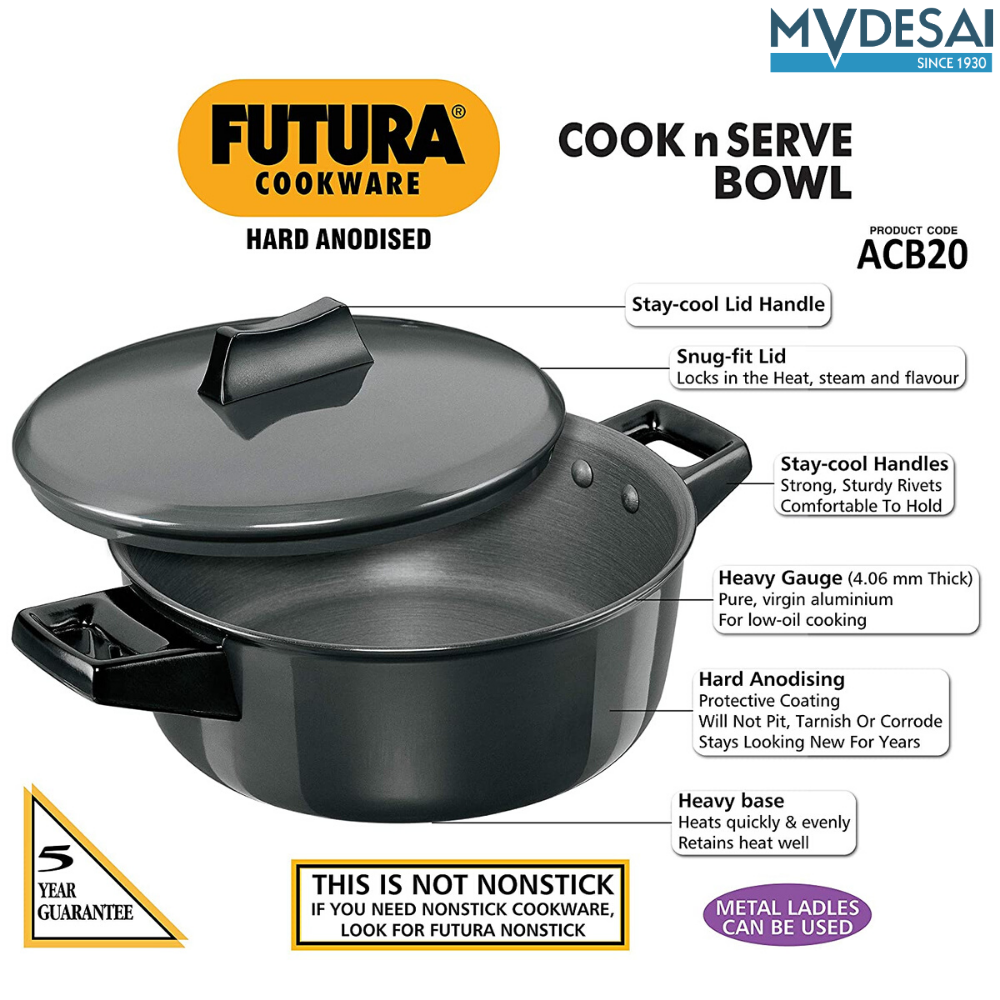 MVDESAI
SINCE 1930
FUTURA®
COOKWARE
HARD ANODISED
COOK n SERVE
BOWL
PRODUCT CODE
ACB20
Stay-cool Lid Handle
Snug-fit Lid
Locks in the Heat, steam and flavour
Stay-cool Handles
Strong, Sturdy Rivets
Comfortable To Hold
Heavy Gauge (4.06 mm Thick)
Pure, virgin aluminium
For low-oil cooking
Hard Anodising
Protective Coating
Will Not Pit, Tarnish Or Corrode
Stays Looking New For Years
Heavy base
Heats quickly & evenly
Retains heat well
5
YEAR
GUARANTEE
THIS IS NOT NONSTICK
IF YOU NEED NONSTICK COOKWARE,
LOOK FOR FUTURA NONSTICK
METAL LADLES
CAN BE USED